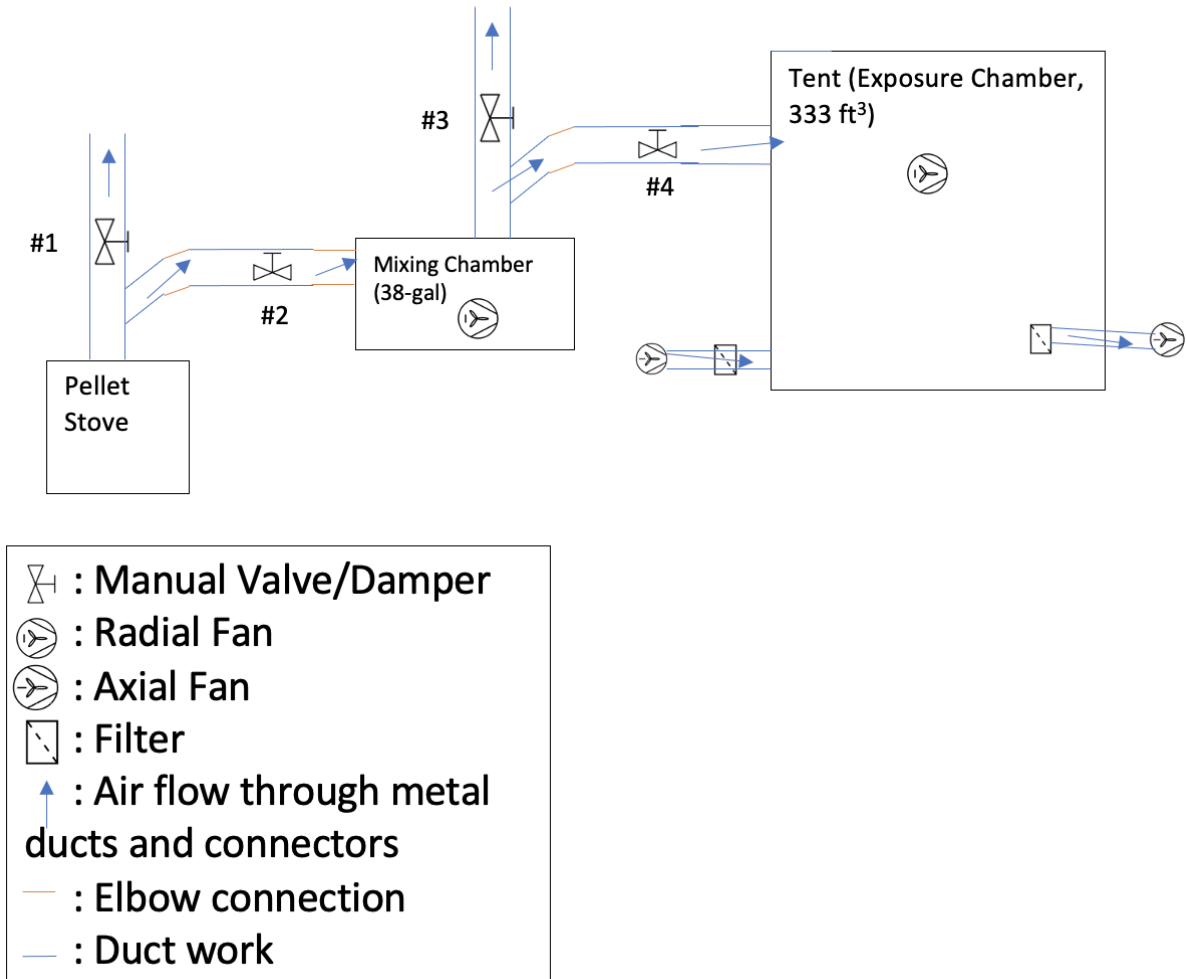 #3
Tent (Exposure Chamber,
333 ft³)
#1
#4
Mixing Chamber
(38-gal)
#2
Pellet
Stove
: Manual Valve/Damper
: Radial Fan
: Axial Fan
: Filter
: Air flow through metal
ducts and connectors
: Elbow connection
: Duct work